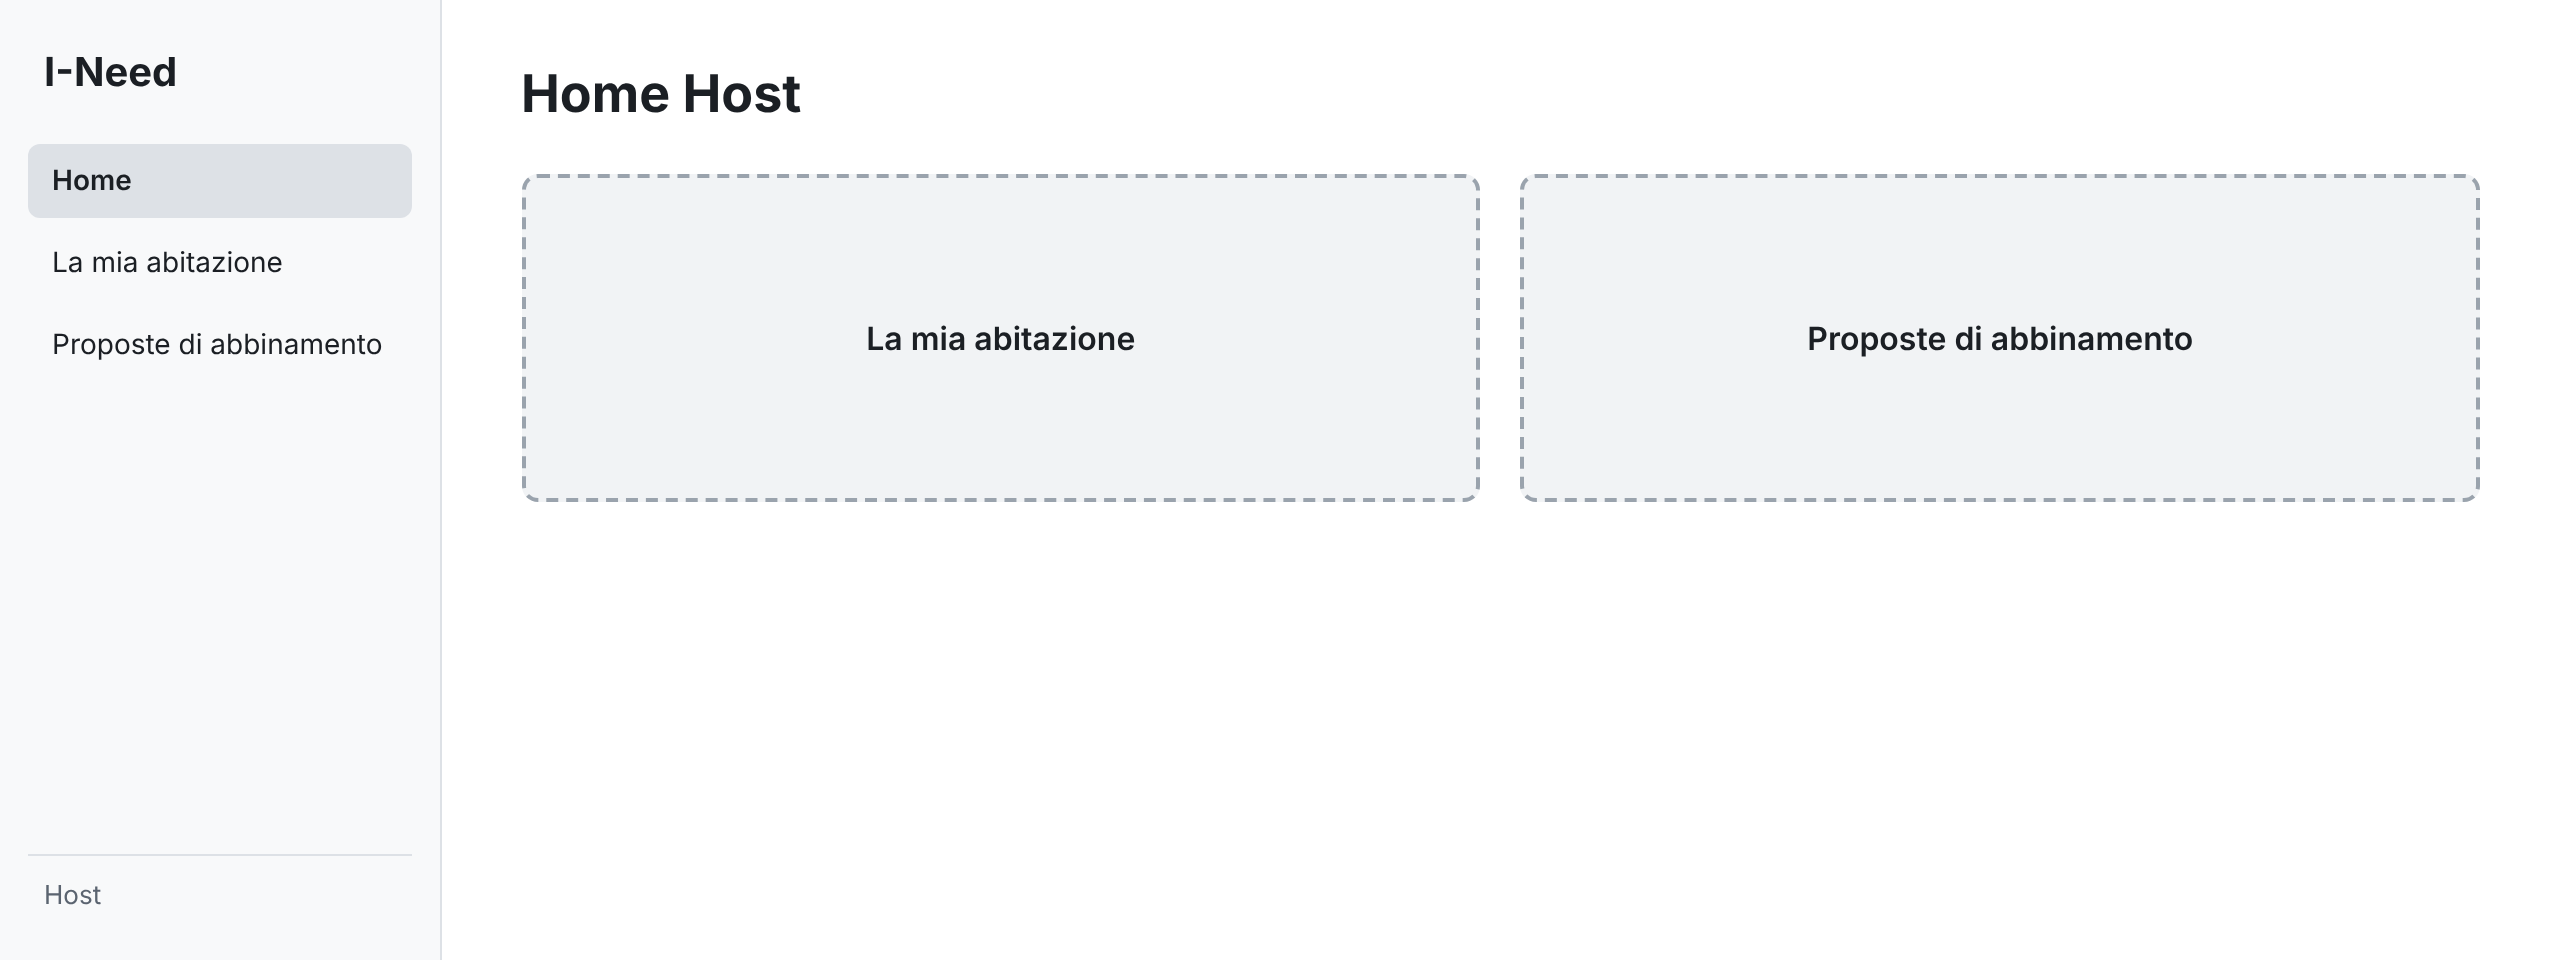 I-Need
Home
La mia abitazione
Proposte di abbinamento
Host
Home Host
La mia abitazione
Proposte di abbinamento